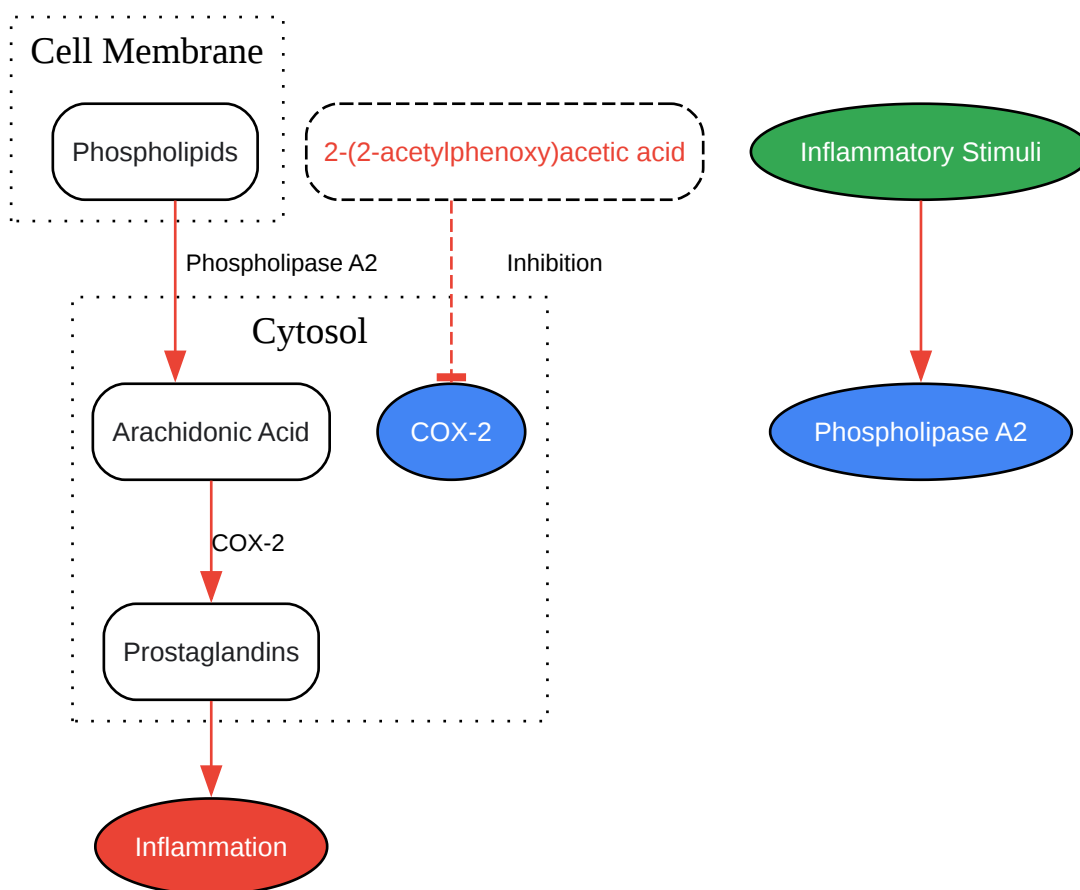 Cell Membrane
Phospholipids
2-(2-acetylphenoxy)acetic acid
Inflammatory Stimuli
Phospholipase A2
Inhibition
Cytosol
Arachidonic Acid
COX-2
Phospholipase A2
COX-2
Prostaglandins
Inflammation